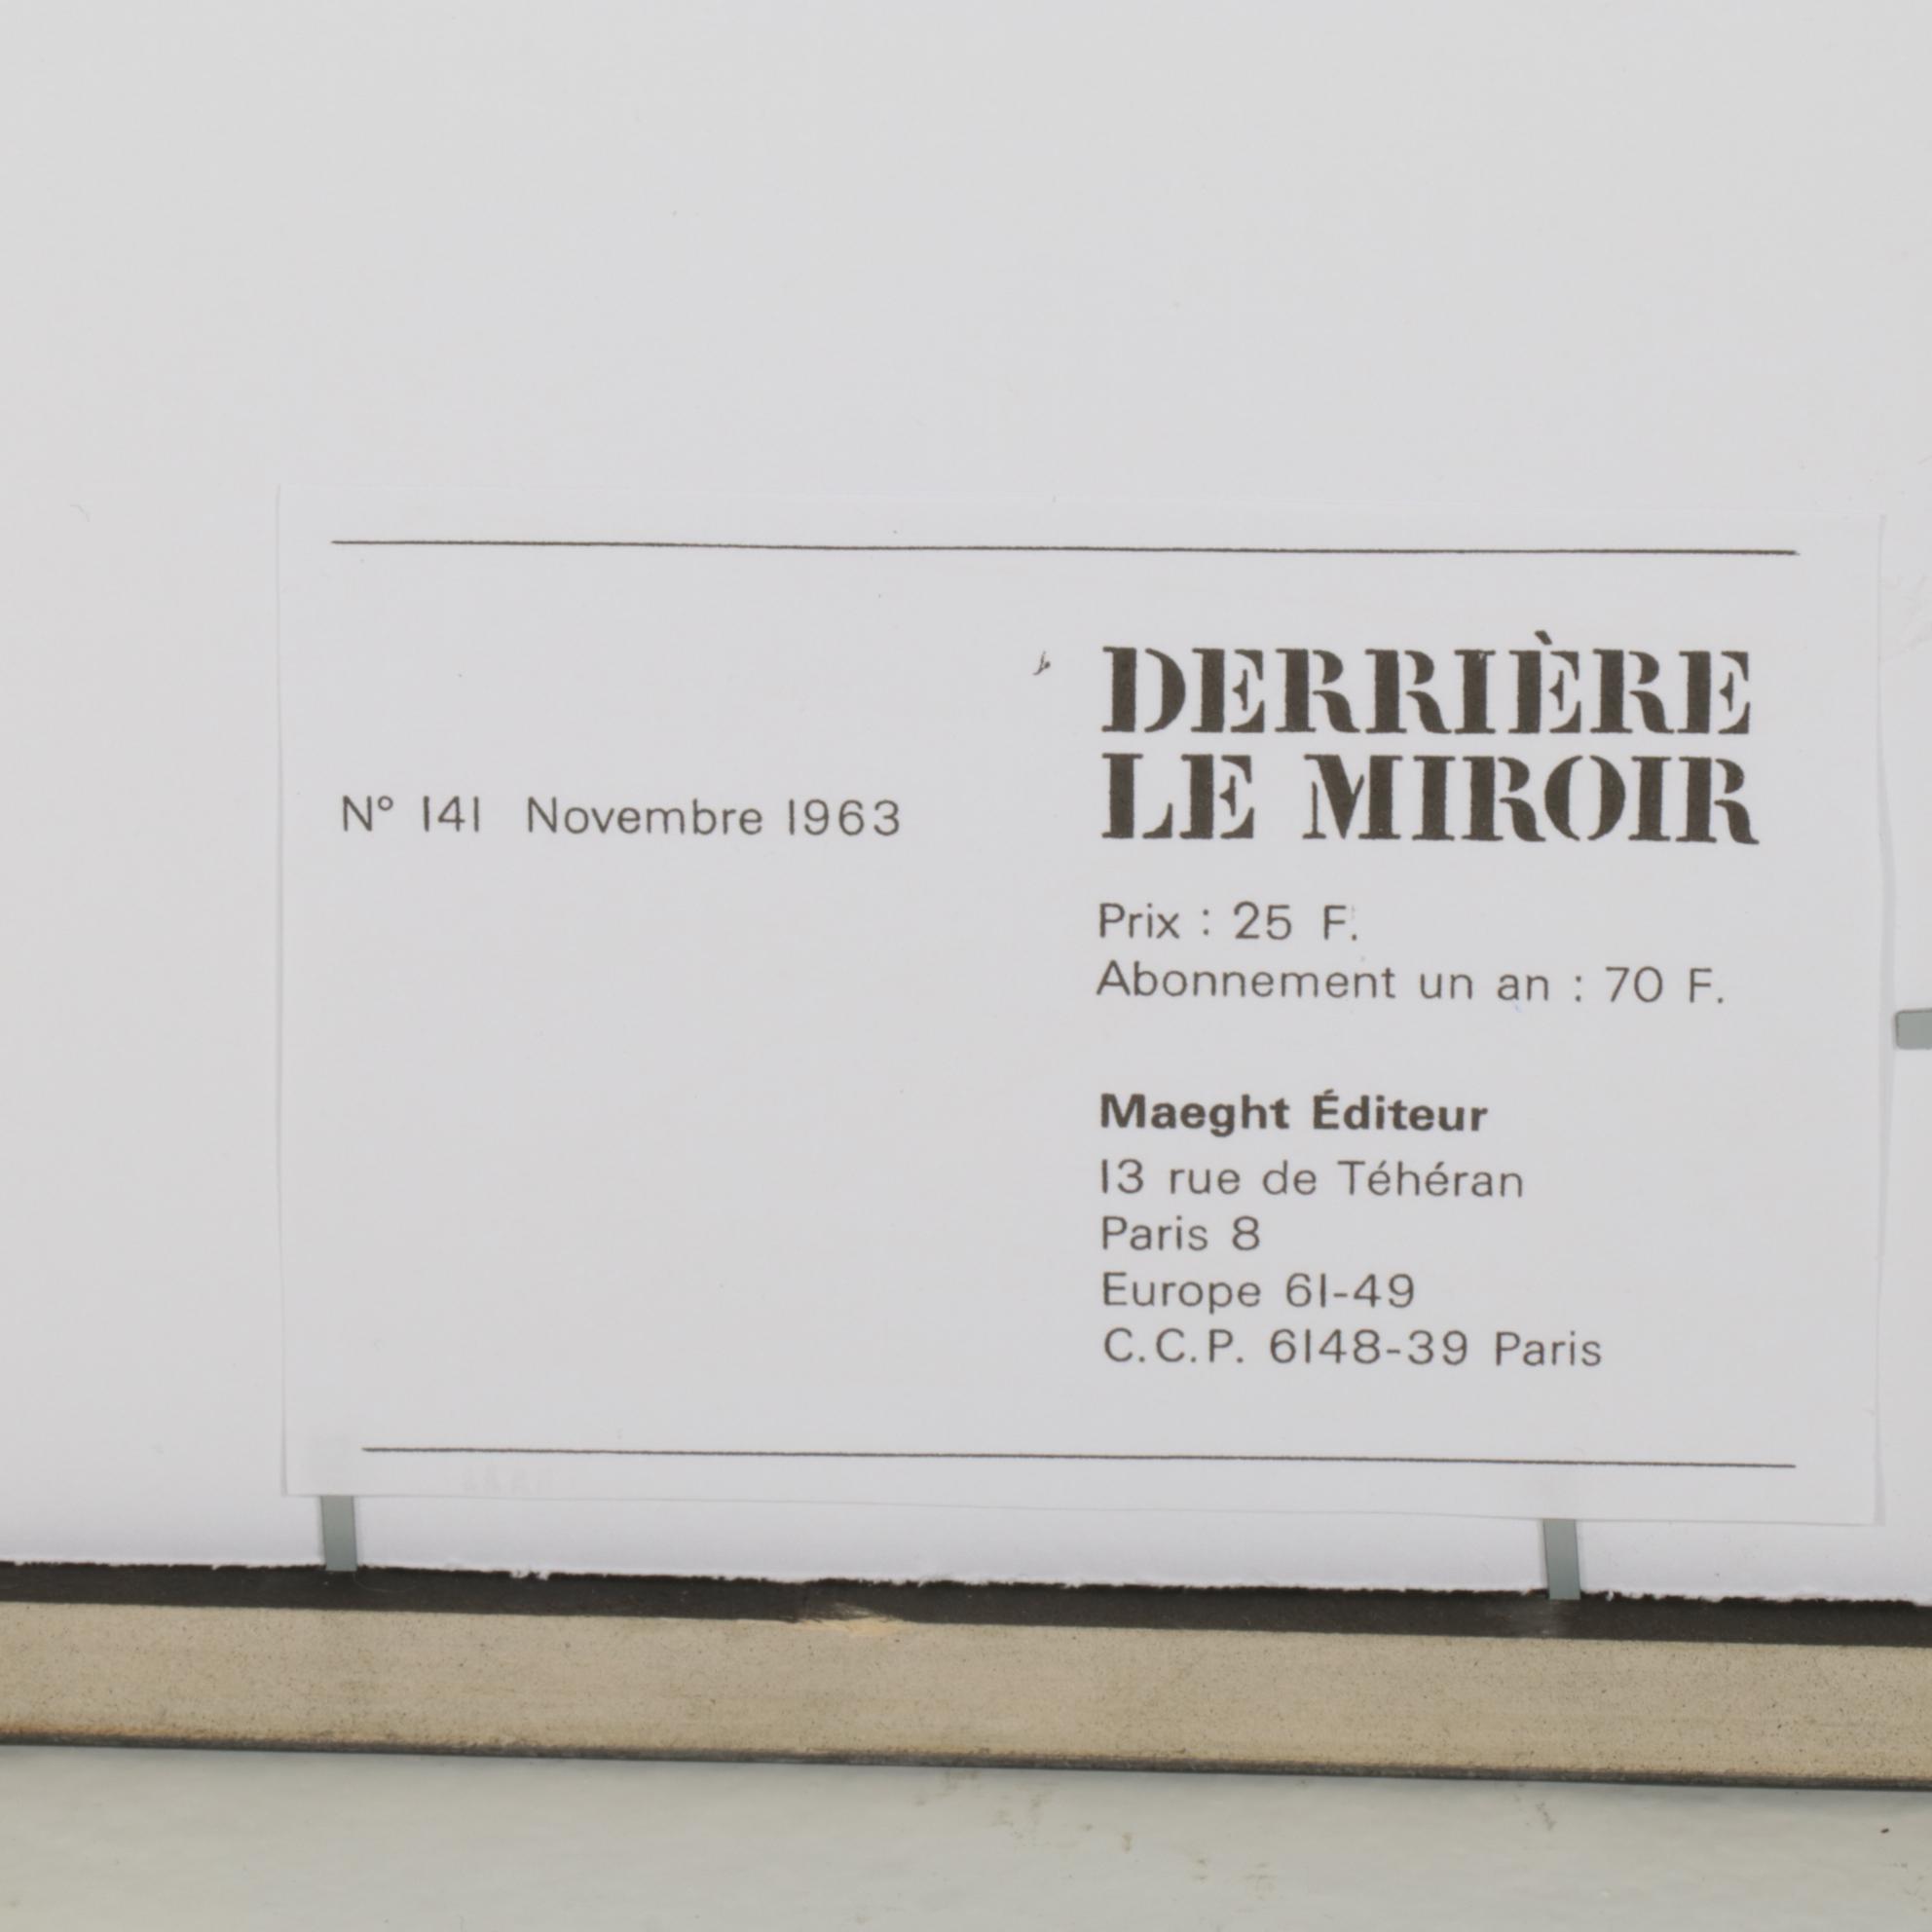 DERRIÈRE
LE MIROIR
N° 141 Novembre 1963
Prix : 25 F.
Abonnement un an : 70 F.
Maeght Éditeur
13 rue de Téhéran
Paris 8
Europe 61-49
C.C.P. 6148-39 Paris